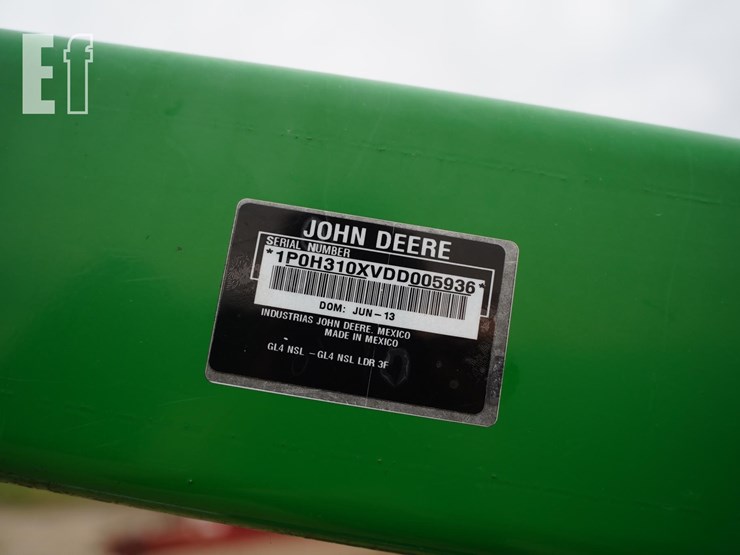 Ef
JOHN DEERE
SERIAL NUMBER
*1P0H310XVDD005936*
DOM: JUN-13
INDUSTRIAS JOHN DEERE, MEXICO
MADE IN MEXICO
GL4 NSL - GL4 NSL LDR 3F